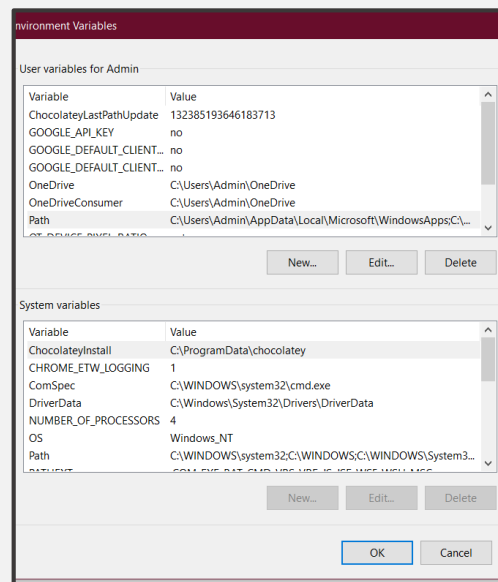 nvironment Variables
User variables for Admin
Variable Value
ChocolateyLastPathUpdate 132385193646183713
GOOGLE_API_KEY no
GOOGLE_DEFAULT_CLIENT... no
GOOGLE_DEFAULT_CLIENT... no
OneDrive C:\Users\Admin\OneDrive
OneDriveConsumer C:\Users\Admin\OneDrive
Path C:\Users\Admin\AppData\Local\Microsoft\WindowsApps;C:\...
New... Edit... Delete
System variables
Variable Value
ChocolateyInstall C:\ProgramData\chocolatey
CHROME_ETW_LOGGING 1
ComSpec C:\WINDOWS\system32\cmd.exe
DriverData C:\Windows\System32\Drivers\DriverData
NUMBER_OF_PROCESSORS 4
OS Windows_NT
Path C:\WINDOWS\system32;C:\WINDOWS;C:\WINDOWS\System3...
New... Edit... Delete
OK Cancel